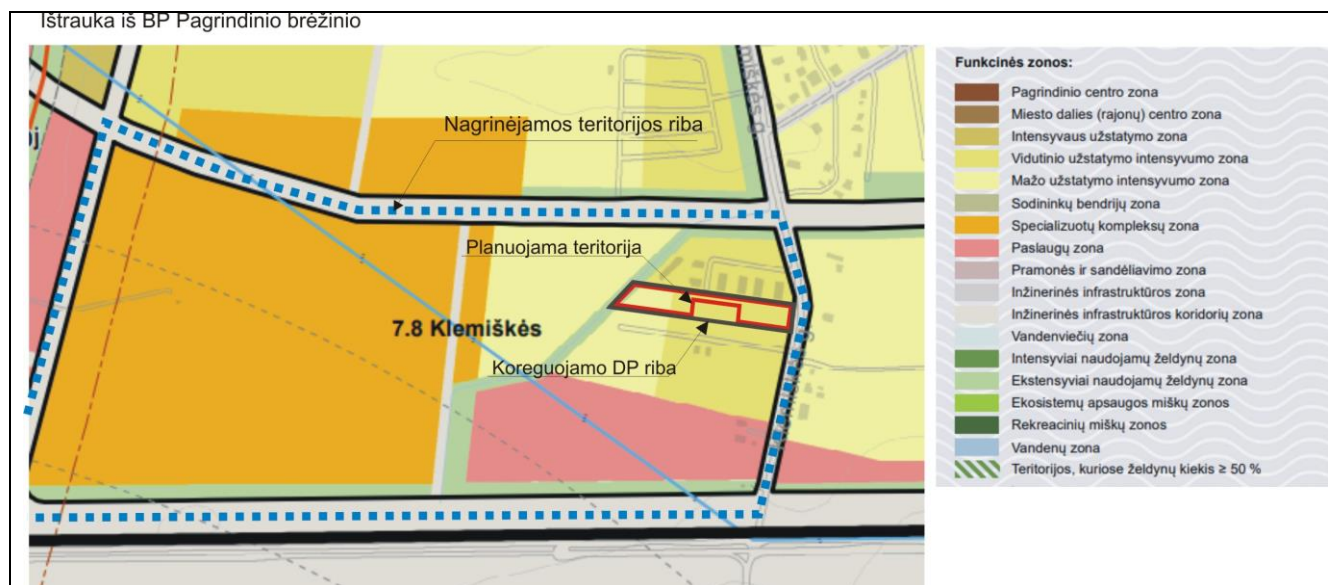 Ištrauka iš BP Pagrindinio brėžinio
miškės g.
Nagrinėjamos teritorijos riba
Planuojama teritorija
7.8 Klemiškės
Koreguojamo DP riba
Funkcinės zonos:
Pagrindinio centro zona
Miesto dalies (rajonų) centro zona
Intensyvaus užstatymo zona
Vidutinio užstatymo intensyvumo zona
Mažo užstatymo intensyvumo zona
Sodininkų bendrijų zona
Specializuotų kompleksų zona
Paslaugų zona
Pramonės ir sandėliavimo zona
Inžinerinės infrastruktūros zona
Inžinerinės infrastruktūros koridorių zona
Vandenviečių zona
Intensyviai naudojamų želdynų zona
Ekstensyviai naudojamų želdynų zona
Ekosistemų apsaugos miškų zonos
Rekreacinių miškų zonos
Vandenų zona
Teritorijos, kuriose želdynų kiekis ≥ 50 %